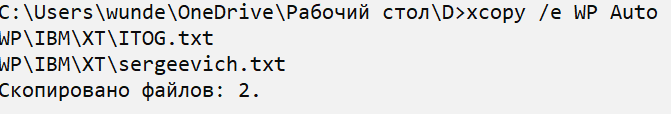 C:\Users\wunde\OneDrive\Рабочий стол\D>xcopy /e WP Auto
WP\IBM\XT\ITOG.txt
WP\IBM\XT\sergeevich.txt
Скопировано файлов: 2.